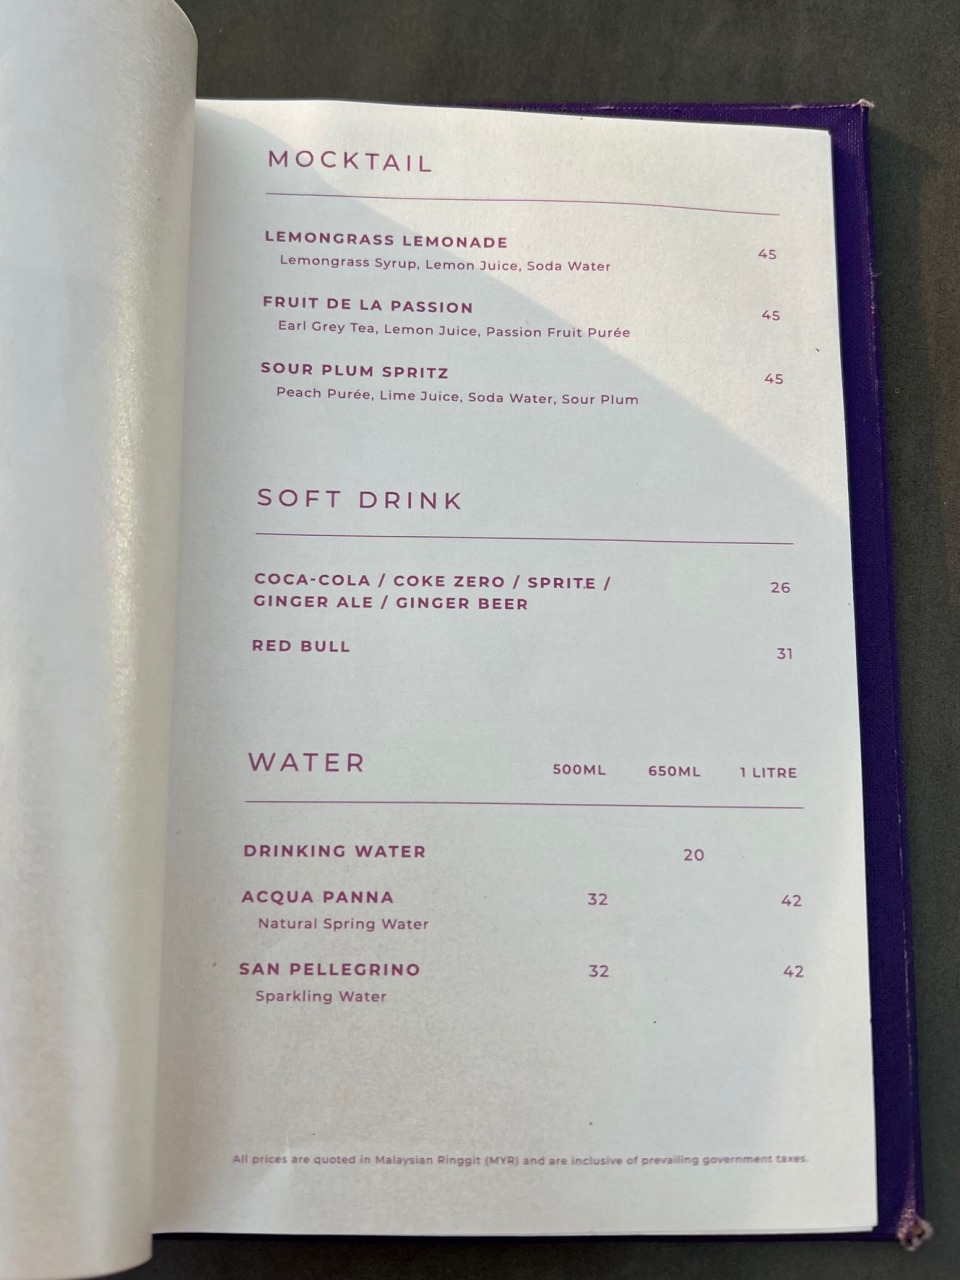 MOCKTAIL
LEMONGRASS LEMONADE 45
Lemongrass Syrup, Lemon Juice, Soda Water
FRUIT DE LA PASSION 45
Earl Grey Tea, Lemon Juice, Passion Fruit Purée
SOUR PLUM SPRITZ 45
Peach Purée, Lime Juice, Soda Water, Sour Plum
SOFT DRINK
COCA-COLA / COKE ZERO / SPRITE / 26
GINGER ALE / GINGER BEER
RED BULL 31
WATER 500ML 650ML 1 LITRE
DRINKING WATER 20
ACQUA PANNA 32 42
Natural Spring Water
SAN PELLEGRINO 32 42
Sparkling Water
All prices are quoted in Malaysian Ringgit (MYR) and are inclusive of prevailing government taxes.